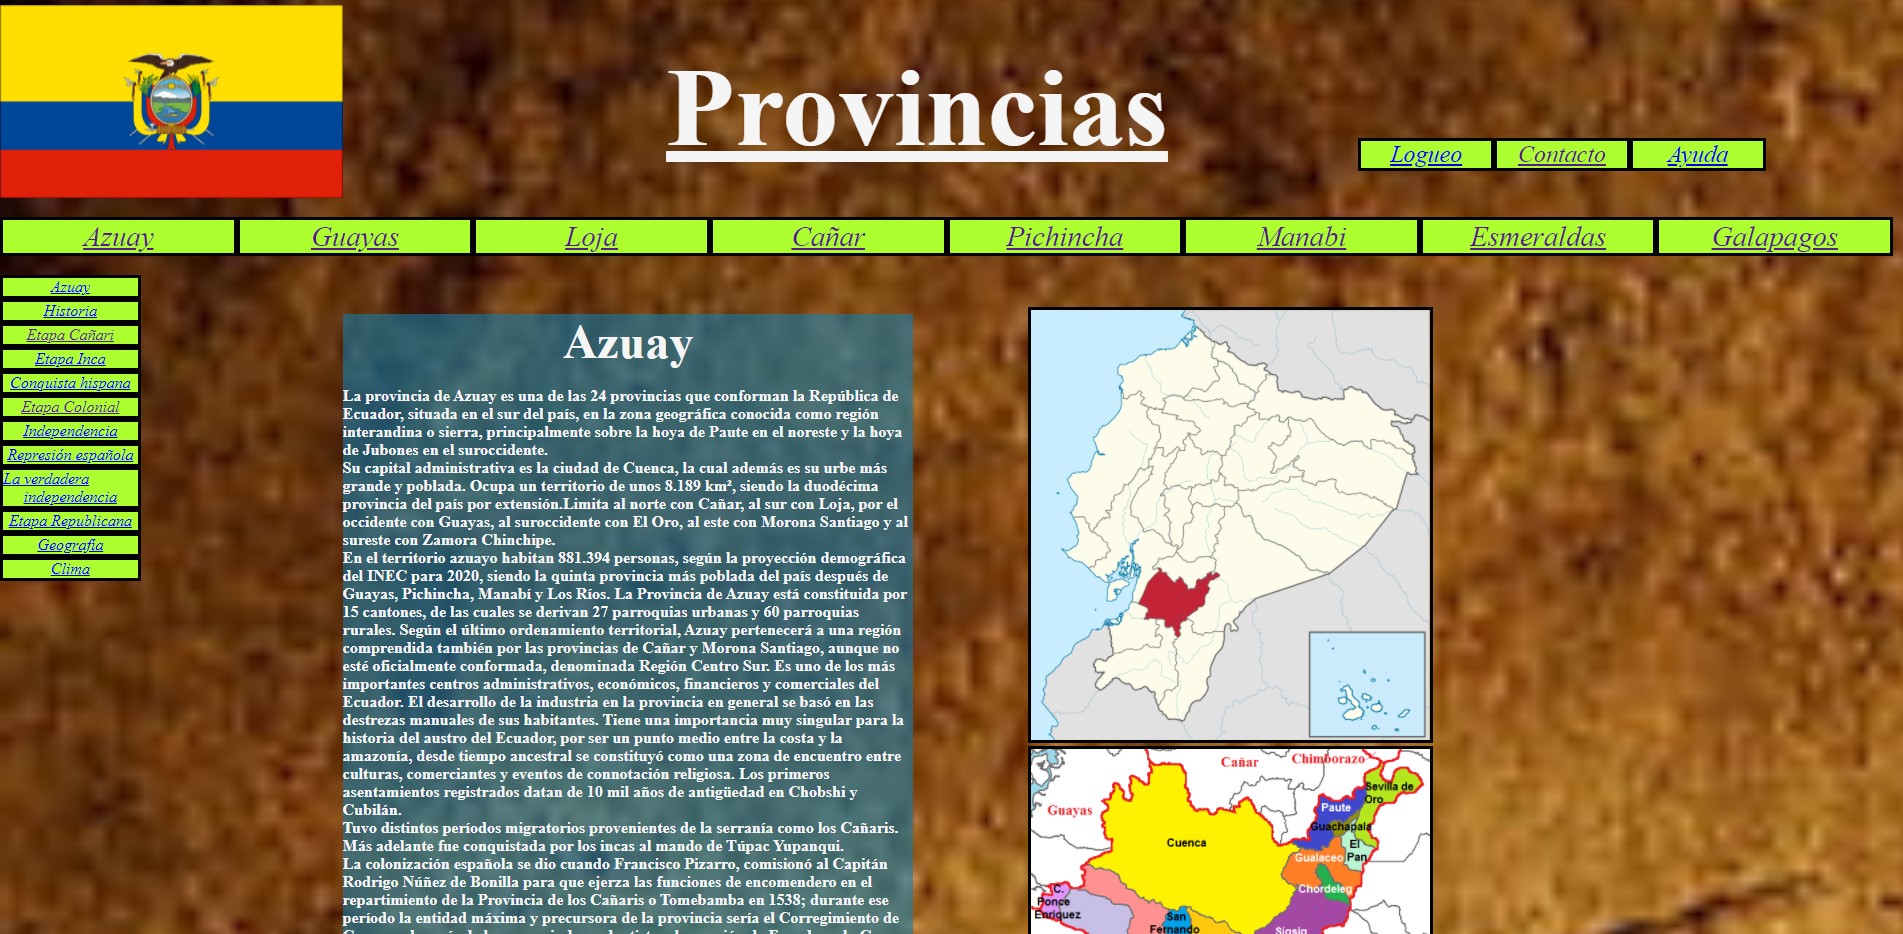 Provincias
Logueo
Contacto
Ayuda
Azuay
Guayas
Loja
Cañar
Pichincha
Manabi
Esmeraldas
Galapagos
Azuay
Historia
Etapa Cañari
Etapa Inca
Conquista hispana
Etapa Colonial
Independencia
Represión española
La verdadera
independencia
Etapa Republicana
Geografía
Clima
Azuay
La provincia de Azuay es una de las 24 provincias que conforman la República de
Ecuador, situada en el sur del país, en la zona geográfica conocida como región
interandina o sierra, principalmente sobre la hoya de Paute en el noreste y la hoya
de Jubones en el suroccidente.
Su capital administrativa es la ciudad de Cuenca, la cual además es su urbe más
grande y poblada. Ocupa un territorio de unos 8.189 km², siendo la duodécima
provincia del país por extensión.Limita al norte con Cañar, al sur con Loja, por el
occidente con Guayas, al suroccidente con El Oro, al este con Morona Santiago y al
sureste con Zamora Chinchipe.
En el territorio azuayo habitan 881.394 personas, según la proyección demográfica
del INEC para 2020, siendo la quinta provincia más poblada del país después de
Guayas, Pichincha, Manabí y Los Ríos. La Provincia de Azuay está constituida por
15 cantones, de las cuales se derivan 27 parroquias urbanas y 60 parroquias
rurales. Según el último ordenamiento territorial, Azuay pertenecerá a una región
comprendida también por las provincias de Cañar y Morona Santiago, aunque no
esté oficialmente conformada, denominada Región Centro Sur. Es uno de los más
importantes centros administrativos, económicos, financieros y comerciales del
Ecuador. El desarrollo de la industria en la provincia en general se basó en las
destrezas manuales de sus habitantes. Tiene una importancia muy singular para la
historia del austro del Ecuador, por ser un punto medio entre la costa y la
amazonía, desde tiempo ancestral se constituyó como una zona de encuentro entre
culturas, comerciantes y eventos de connotación religiosa. Los primeros
asentamientos registrados datan de 10 mil años de antigüedad en Chobshi y
Cubilán.
Tuvo distintos períodos migratorios provenientes de la serranía como los Cañaris.
Más adelante fue conquistada por los incas al mando de Túpac Yupanqui.
La colonización española se dio cuando Francisco Pizarro, comisionó al Capitán
Rodrigo Núñez de Bonilla para que ejerza las funciones de encomendero en el
repartimiento de la Provincia de los Cañaris o Tomebamba en 1538; durante ese
período la entidad máxima y precursora de la provincia sería el Corregimiento de
Cañar
Chimborazo
Guayas
Sevilla de
Oro
Paute
Guachapala
Cuenca
El
Pan
Gualaceo
Chordeleg
C.
Ponce
Enriquez
San
Fernando
Sigsig